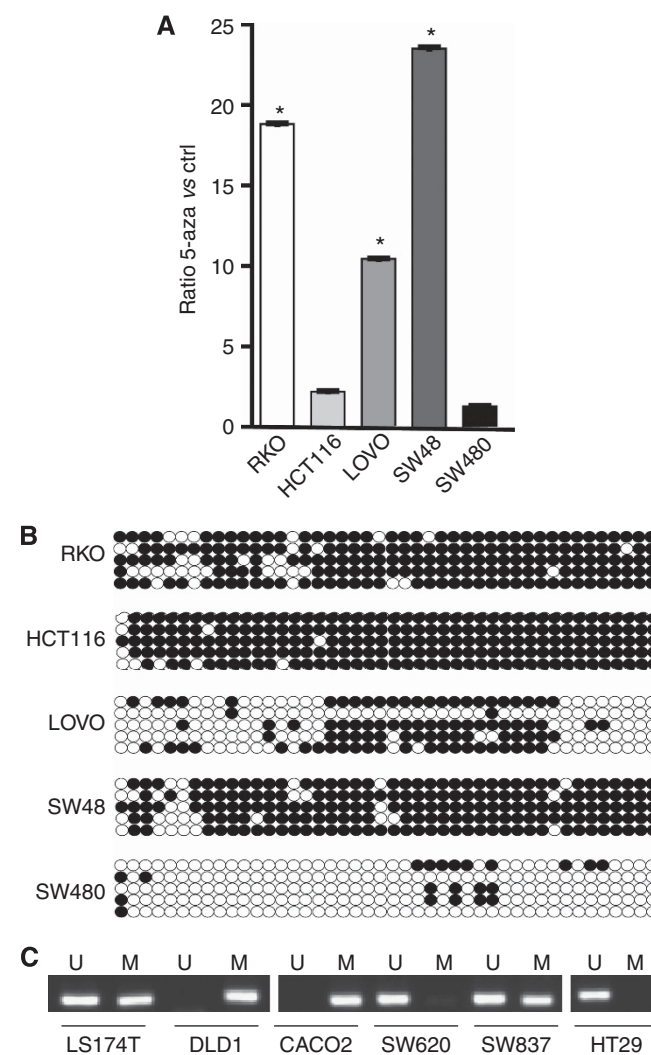 A
25
20
15
10
5
0
Ratio 5-aza vs ctrl
*
*
*
RKO
HCT116
LOVO
SW48
SW480
B
RKO
HCT116
LOVO
SW48
SW480
C
U M U M U M U M U M U M
LS174T DLD1 CACO2 SW620 SW837 HT29